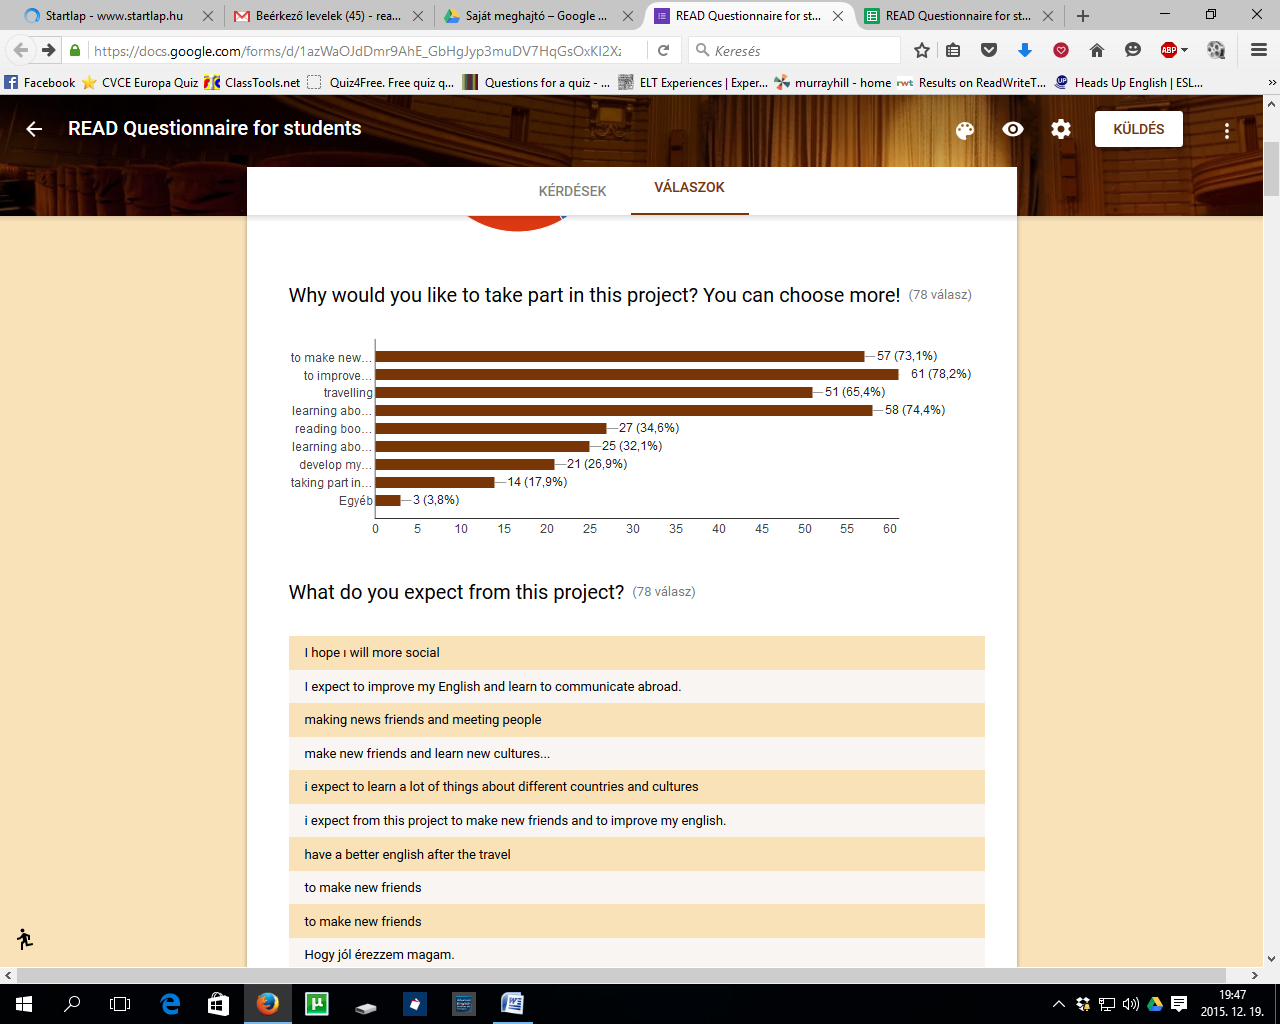 Startlap - www.startlap.hu
Beérkező levelek (45) - rea...
Saját meghajtó – Google ...
READ Questionnaire for st...
READ Questionnaire for st...
https://docs.google.com/forms/d/1azWaOJdDmr9AhE_GbHgJyp3muDV7HqGsOxKI2Xz
Keresés
ABP
Facebook
CVCE Europa Quiz
ClassTools.net
Quiz4Free. Free quiz q...
Questions for a quiz - ...
ELT Experiences | Exper...
murrayhill - home
rwt Results on ReadWriteT...
Heads Up English | ESL...
READ Questionnaire for students
KÜLDÉS
KÉRDÉSEK
VÁLASZOK
Why would you like to take part in this project? You can choose more! (78 válasz)
to make new... 57 (73,1%)
to improve... 61 (78,2%)
travelling 51 (65,4%)
learning abo... 58 (74,4%)
reading boo... 27 (34,6%)
learning abo... 25 (32,1%)
develop my... 21 (26,9%)
taking part in... 14 (17,9%)
Egyéb 3 (3,8%)
0 5 10 15 20 25 30 35 40 45 50 55 60
What do you expect from this project? (78 válasz)
I hope ı will more social
I expect to improve my English and learn to communicate abroad.
making news friends and meeting people
make new friends and learn new cultures...
i expect to learn a lot of things about different countries and cultures
i expect from this project to make new friends and to improve my english.
have a better english after the travel
to make new friends
to make new friends
Hogy jól érezzem magam.
19:47
2015. 12. 19.